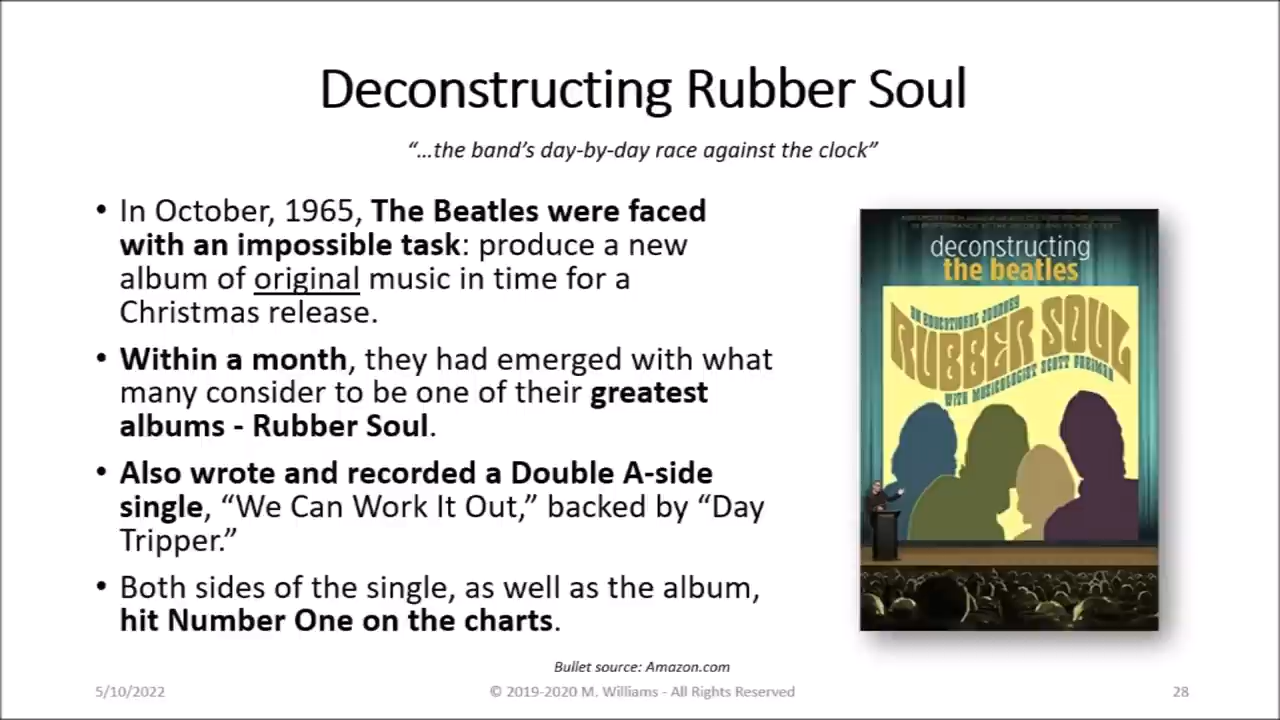 Deconstructing Rubber Soul
“…the band’s day-by-day race against the clock”
• In October, 1965, The Beatles were faced
with an impossible task: produce a new
album of original music in time for a
Christmas release.
• Within a month, they had emerged with what
many consider to be one of their greatest
albums - Rubber Soul.
• Also wrote and recorded a Double A-side
single, “We Can Work It Out,” backed by “Day
Tripper.”
• Both sides of the single, as well as the album,
hit Number One on the charts.
deconstructing
the beatles
AN EDUCATIONAL JOURNEY
RUBBER SOUL
WITH MUSICOLOGIST SCOTT FREIMAN
Bullet source: Amazon.com
5/10/2022
© 2019-2020 M. Williams - All Rights Reserved
28